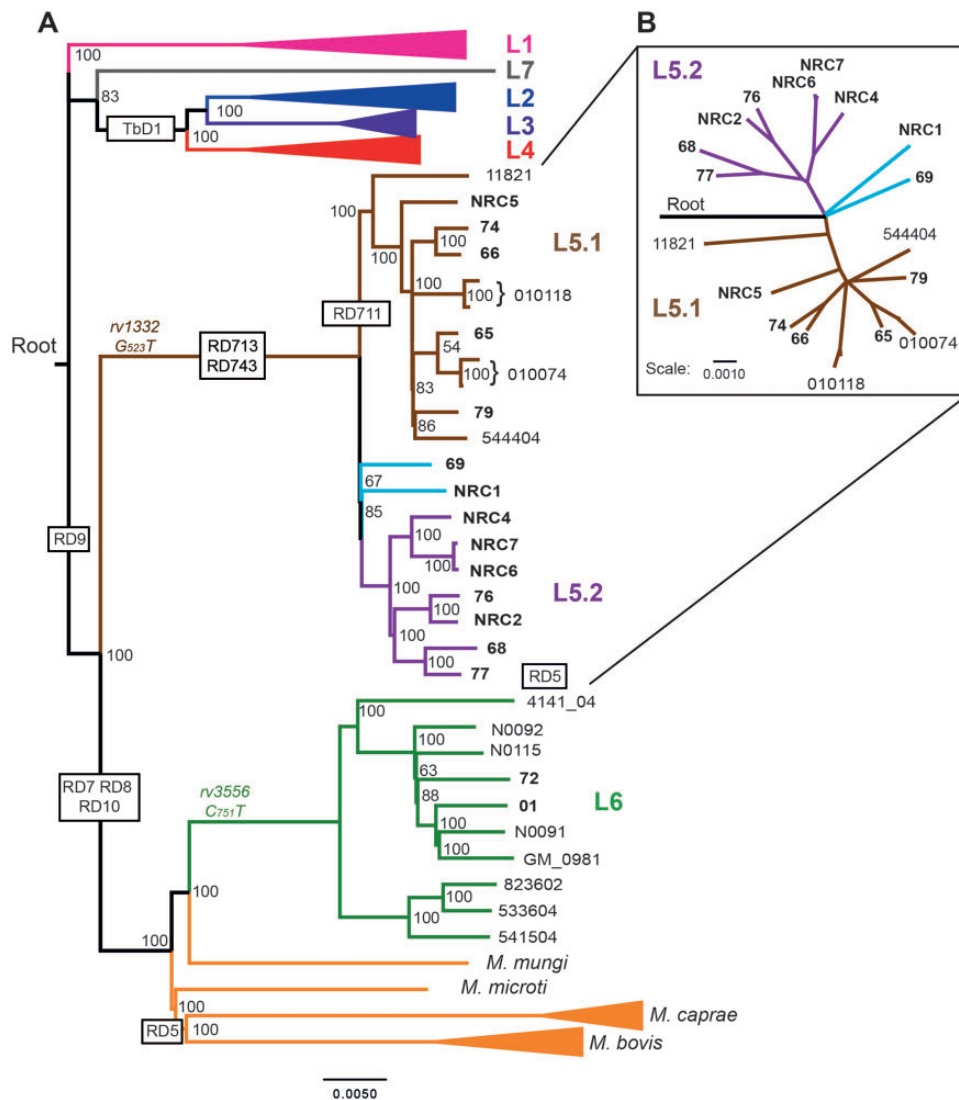 A
B
100
L1
L7
83
TbD1
100
L2
L3
100
L4
11821
100
NRC5
L5.1
74
100
66
100
100
100 } 010118
RD711
65
54
100 } 010074
83
79
86
544404
Root
rv1332
G523T
RD713
RD743
69
67
NRC1
85
NRC4
100
NRC7
100
NRC6
L5.2
76
100
NRC2
100
68
100
77
RD9
100
RD5
4141_04
100
N0092
100
N0115
63
72
88
01
L6
100
N0091
100
GM_0981
RD7 RD8
RD10
rv3556
C751T
823602
100
533604
100
541504
100
100
M. mungi
M. microti
100
M. caprae
RD5
100
M. bovis
0.0050
L5.2
NRC7
NRC6
76
NRC4
NRC2
NRC1
68
69
77
Root
11821
544404
NRC5
79
L5.1
74
66
65
010074
010118
Scale:
0.0010